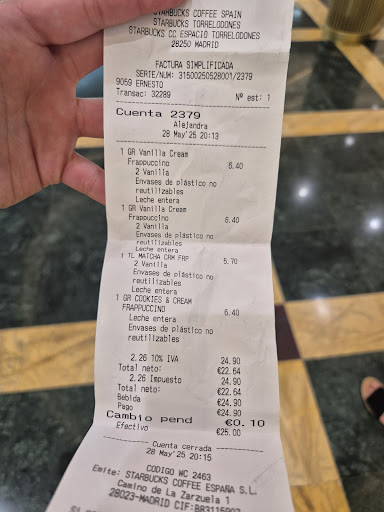 STARBUCKS COFFEE SPAIN
STARBUCKS TORRELODONES
STARBUCKS CC ESPACIO TORRELODONES
28250 MADRID
FACTURA SIMPLIFICADA
SERIE/NUM: 31500250528001/2379
9059 ERNESTO
Transac: 32289 Nº est: 1
Cuenta 2379
Alejandra
28 May'25 20:13
1 GR Vanilla Cream
Frappuccino 6.40
2 Vanilla
Envases de plástico no
reutilizables
Leche entera
1 GR Vanilla Cream
Frappuccino 6.40
2 Vanilla
Envases de plástico no
reutilizables
Leche entera
1 TL MATCHA CRM FRP 5.70
2 Vanilla
Envases de plástico no
reutilizables
Leche entera
1 GR COOKIES & CREAM
FRAPPUCCINO 6.40
Leche entera
Envases de plástico no
reutilizables
2.26 10% IVA 24.90
Total neto: €22.64
2.26 Impuesto 24.90
Total neto: €22.64
Bebida €24.90
Pago €24.90
Cambio pend €0.10
Efectivo €25.00
Cuenta cerrada
28 May'25 20:15
CODIGO WC 2463
Emite: STARBUCKS COFFEE ESPAÑA S.L.
Camino de La Zarzuela 1
28023-MADRID CIF:B83115907